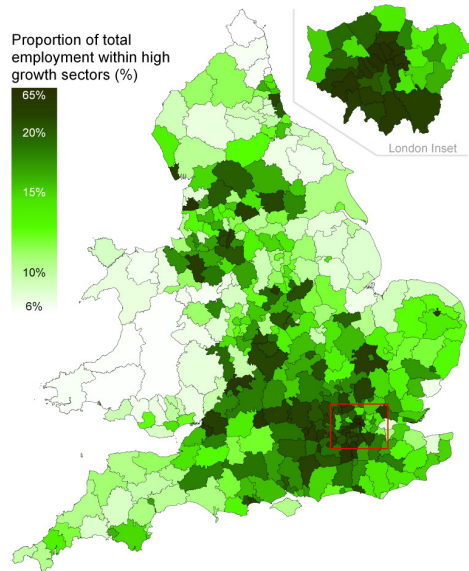 Proportion of total
employment within high
growth sectors (%)
65%
20%
15%
10%
6%
London Inset